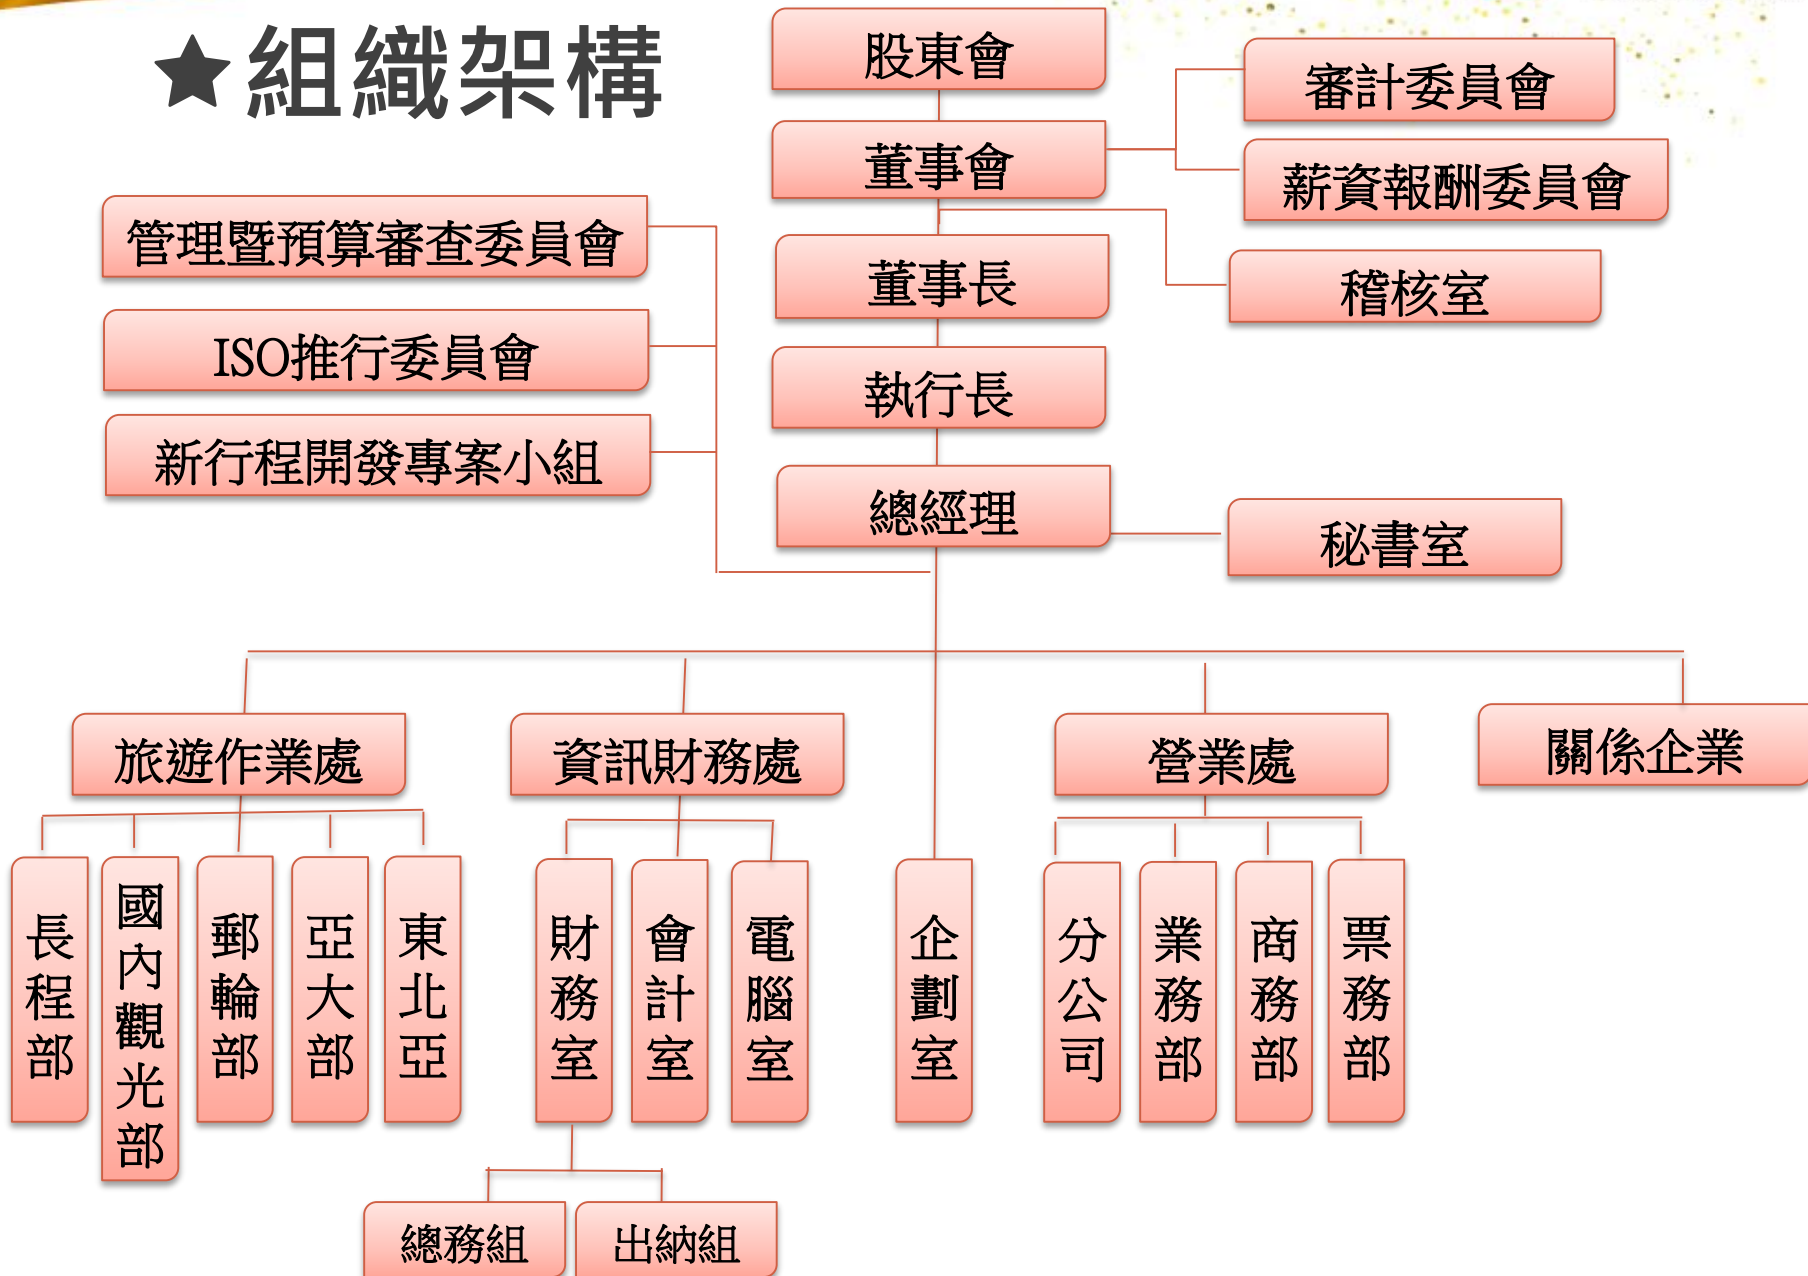 ★組織架構
股東會
審計委員會
董事會
薪資報酬委員會
管理暨預算審查委員會
董事長
稽核室
ISO推行委員會
執行長
新行程開發專案小組
總經理
秘書室
旅遊作業處
資訊財務處
營業處
關係企業
長程部
國內觀光部
郵輪部
亞大部
東北亞
財務室
會計室
電腦室
企劃室
分公司
業務部
商務部
票務部
總務組
出納組